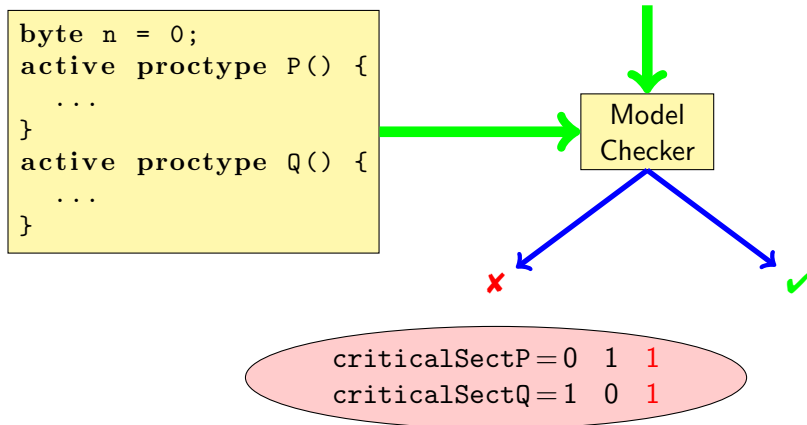 byte n = 0;
active proctype P() {
...
}
active proctype Q() {
...
}
Model
Checker
✘
✔
criticalSectP=0 1 1
criticalSectQ=1 0 1